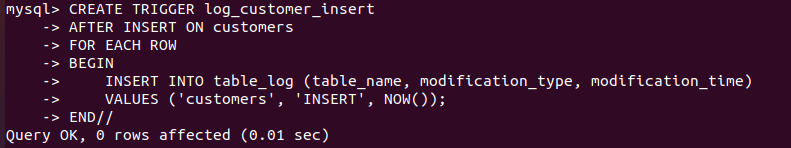 mysql> CREATE TRIGGER log_customer_insert
    -> AFTER INSERT ON customers
    -> FOR EACH ROW
    -> BEGIN
    ->     INSERT INTO table_log (table_name, modification_type, modification_time)
    ->     VALUES ('customers', 'INSERT', NOW());
    -> END//
Query OK, 0 rows affected (0.01 sec)